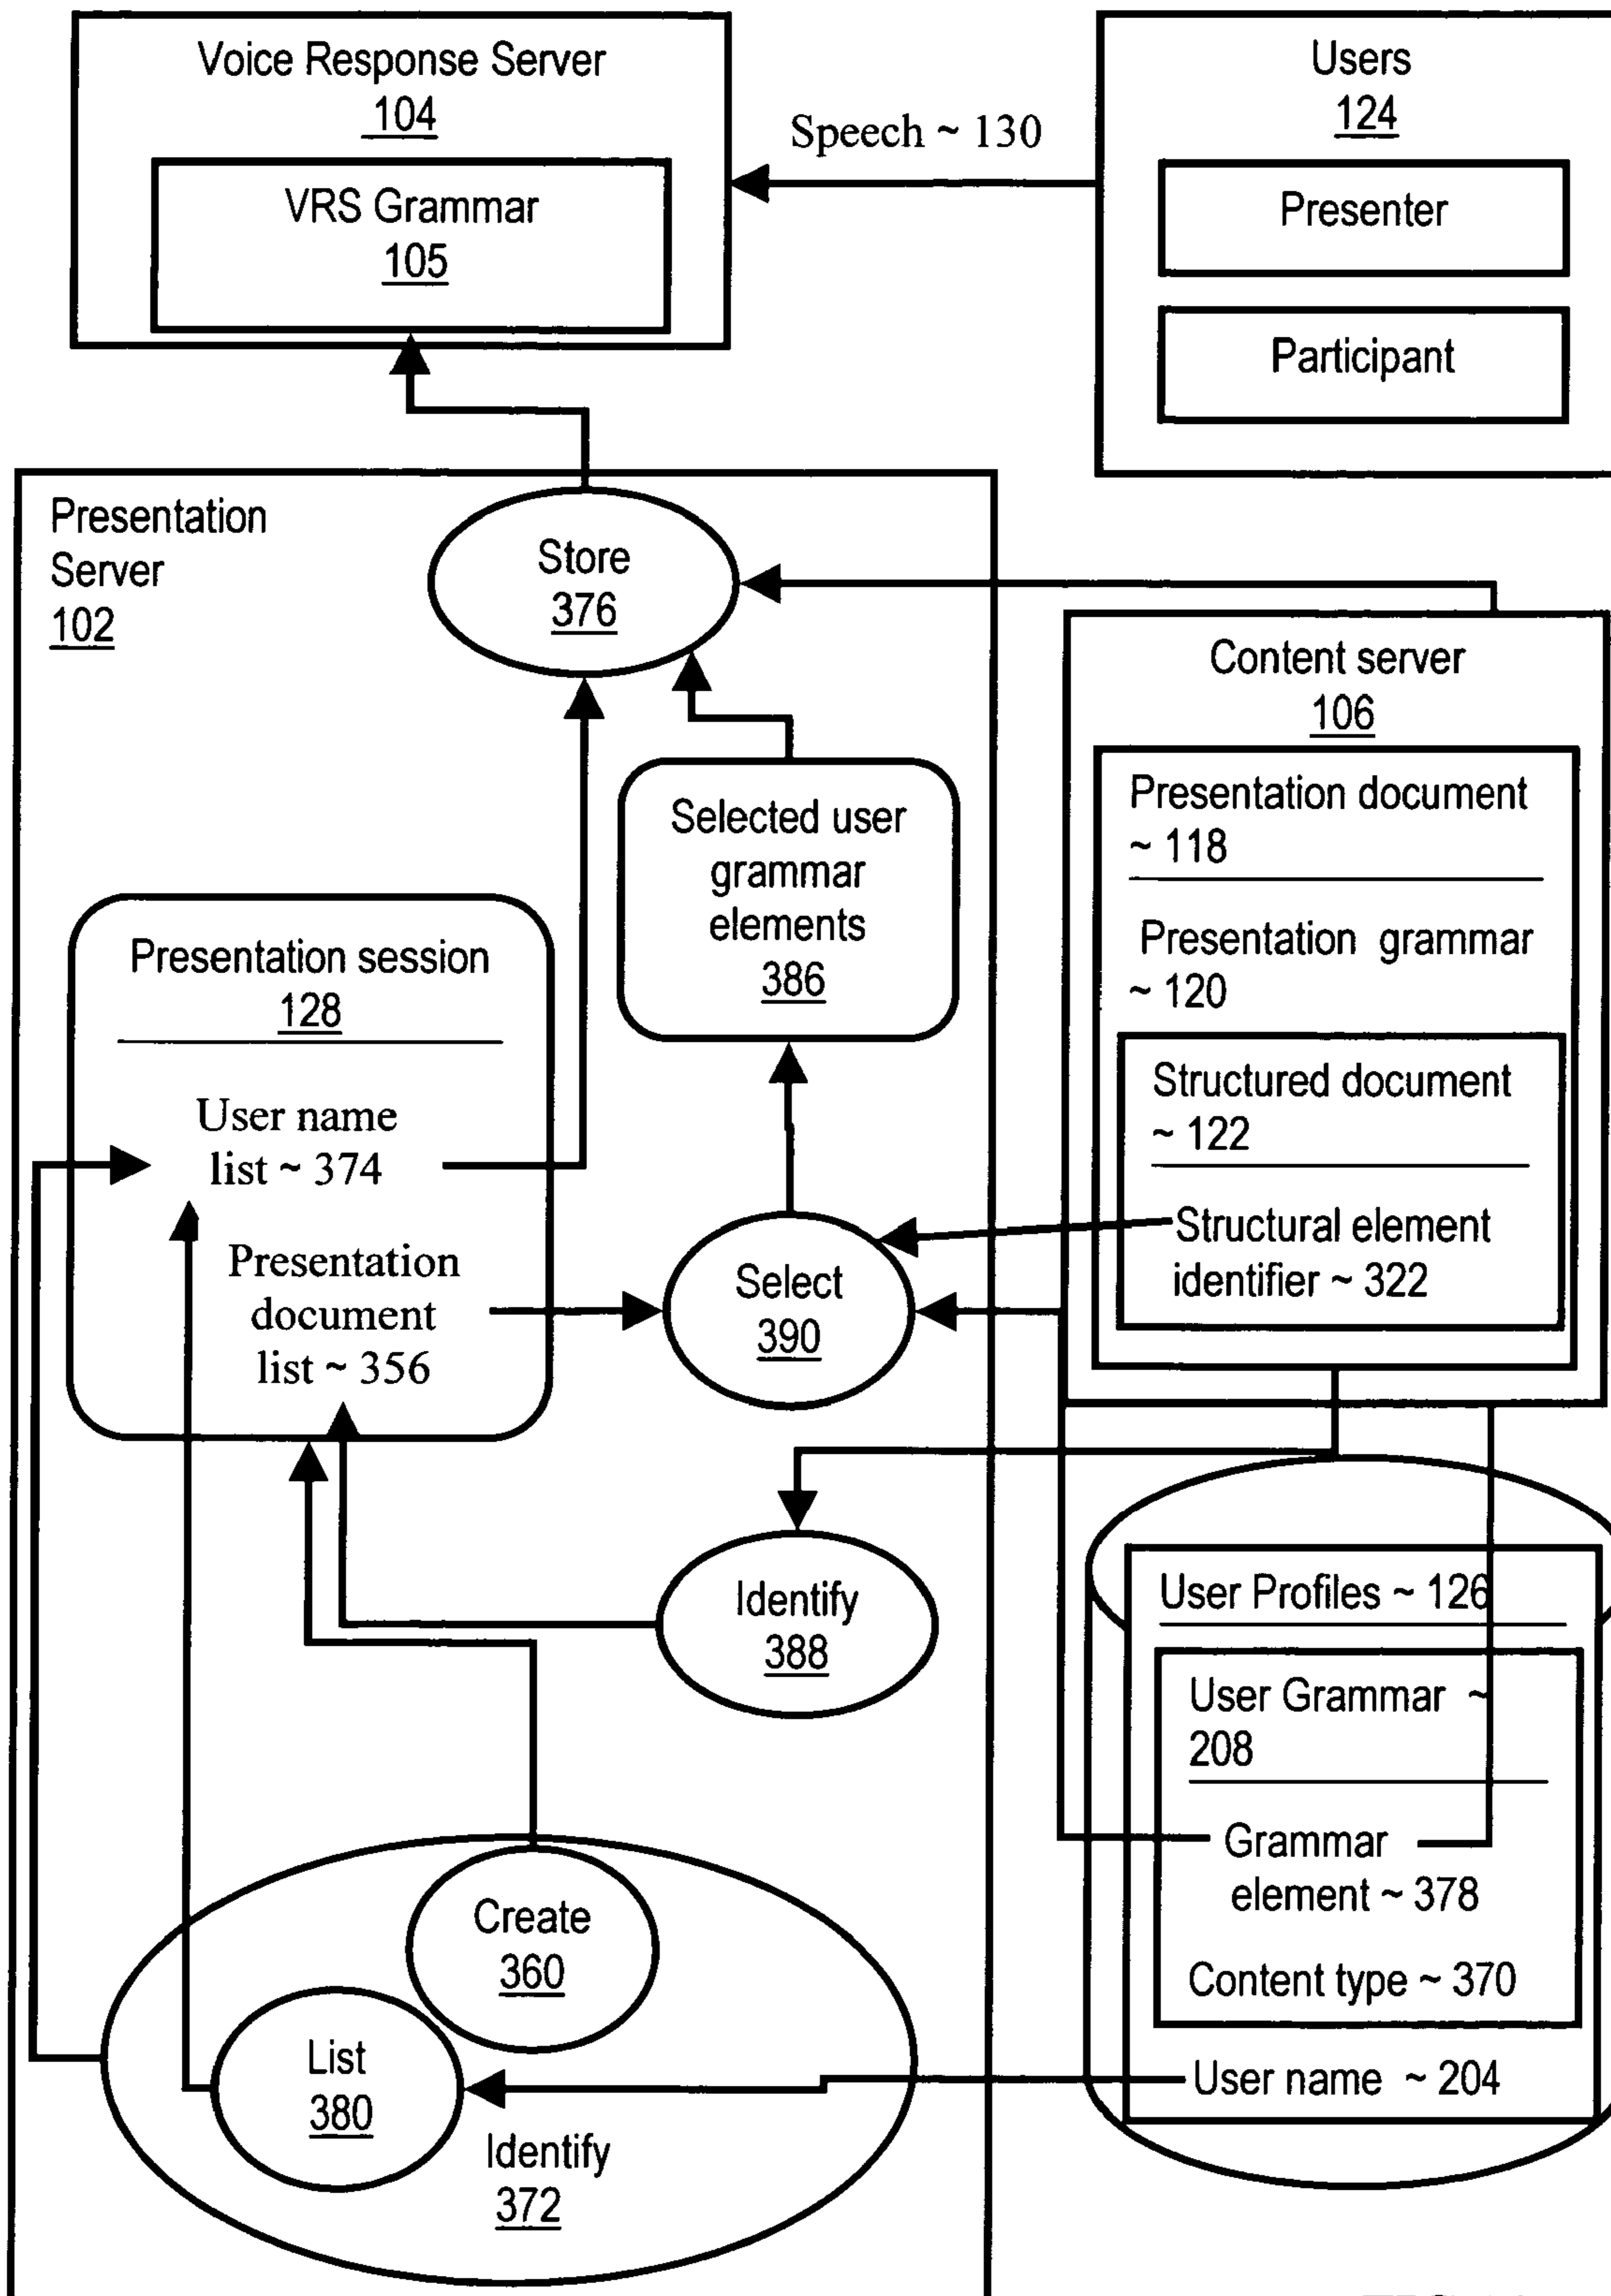 Voice Response Server
104
VRS Grammar
105
Speech ~ 130
Users
124
Presenter
Participant
Presentation
Server
102
Store
376
Selected user
grammar
elements
386
Content server
106
Presentation document
~ 118
Presentation grammar
~ 120
Structured document
~ 122
Structural element
identifier ~ 322
Presentation session
128
User name
list ~ 374
Presentation
document
list ~ 356
Select
390
Identify
388
User Profiles ~ 126
User Grammar ~
208
Grammar
element ~ 378
Content type ~ 370
User name ~ 204
Create
360
List
380
Identify
372